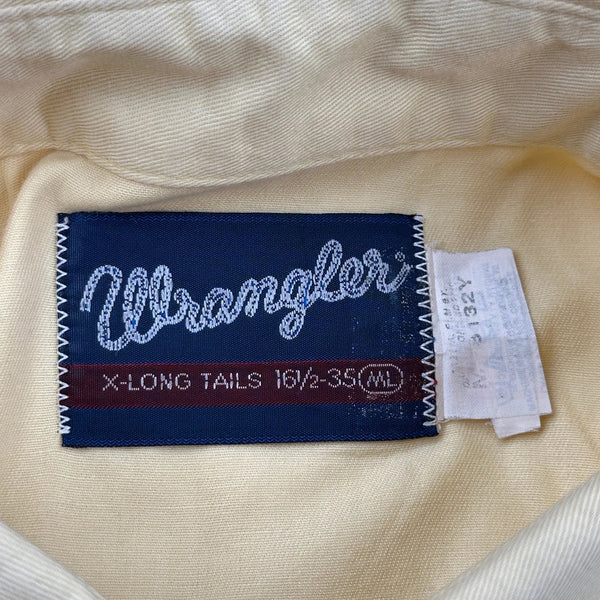 Wrangler®
X-LONG TAILS 16½-35 ML
132Y